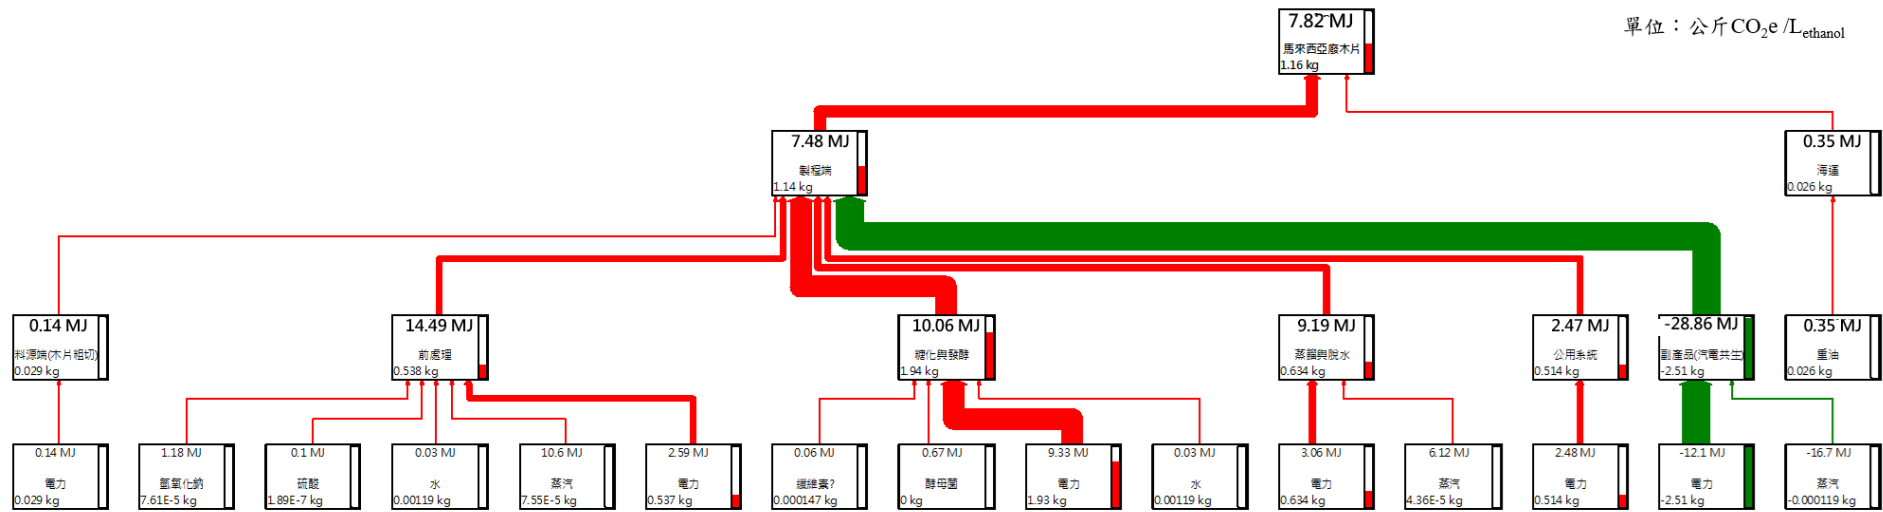 7.82 MJ
馬來西亞廢木片
1.16 kg
單位：公斤CO₂e /Lethanol
7.48 MJ
製程端
1.14 kg
0.35 MJ
海運
0.026 kg
0.14 MJ
料源端(木片粗切)
0.029 kg
14.49 MJ
前處理
0.538 kg
10.06 MJ
糖化與發酵
1.94 kg
9.19 MJ
蒸餾與脫水
0.634 kg
2.47 MJ
公用系統
0.514 kg
-28.86 MJ
副產品(汽電共生)
-2.51 kg
0.35 MJ
重油
0.026 kg
0.14 MJ
電力
0.029 kg
1.18 MJ
氫氧化鈉
7.61E-5 kg
0.1 MJ
硫酸
1.89E-7 kg
0.03 MJ
水
0.00119 kg
10.6 MJ
蒸汽
7.55E-5 kg
2.59 MJ
電力
0.537 kg
0.06 MJ
纖維素?
0.000147 kg
0.67 MJ
酵母菌
0 kg
9.33 MJ
電力
1.93 kg
0.03 MJ
水
0.00119 kg
3.06 MJ
電力
0.634 kg
6.12 MJ
蒸汽
4.36E-5 kg
2.48 MJ
電力
0.514 kg
-12.1 MJ
電力
-2.51 kg
-16.7 MJ
蒸汽
-0.000119 kg